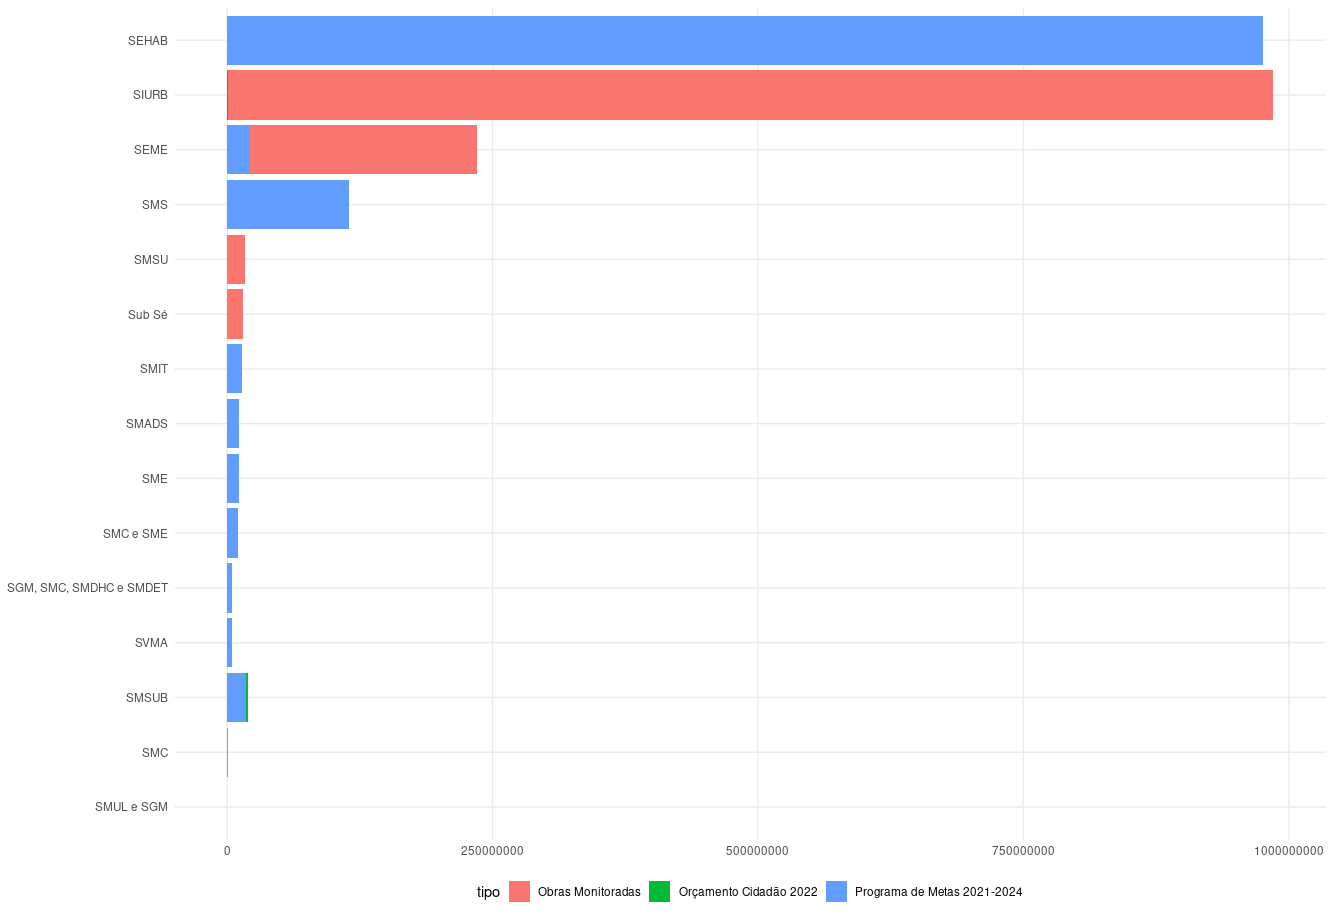 SEHAB
SIURB
SEME
SMS
SMSU
Sub Sé
SMIT
SMADS
SME
SMC e SME
SGM, SMC, SMDHC e SMDET
SVMA
SMSUB
SMC
SMUL e SGM
0 250000000 500000000 750000000 1000000000
tipo Obras Monitoradas Orçamento Cidadão 2022 Programa de Metas 2021-2024